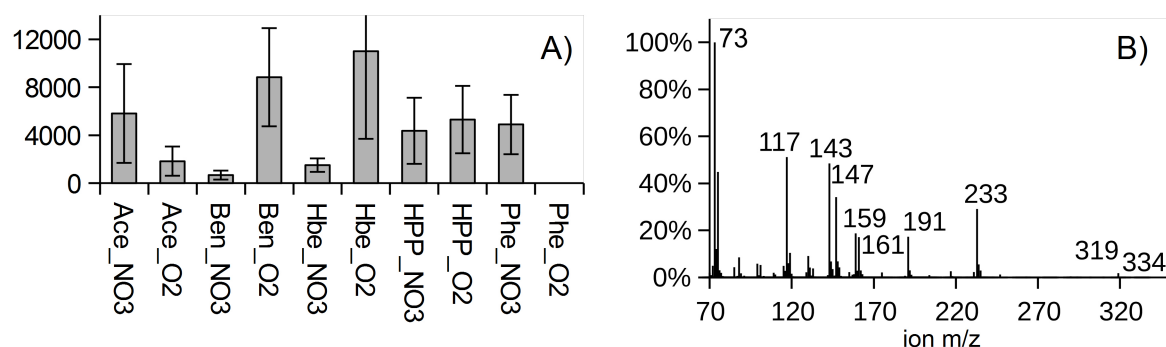 A)
12000
8000
4000
0
Ace_NO3
Ace_O2
Ben_NO3
Ben_O2
Hbe_NO3
Hbe_O2
HPP_NO3
HPP_O2
Phe_NO3
Phe_O2
B)
100%
80%
60%
40%
20%
0%
73
117
143
147
159
161
191
233
319
334
70
120
170
220
270
320
ion m/z